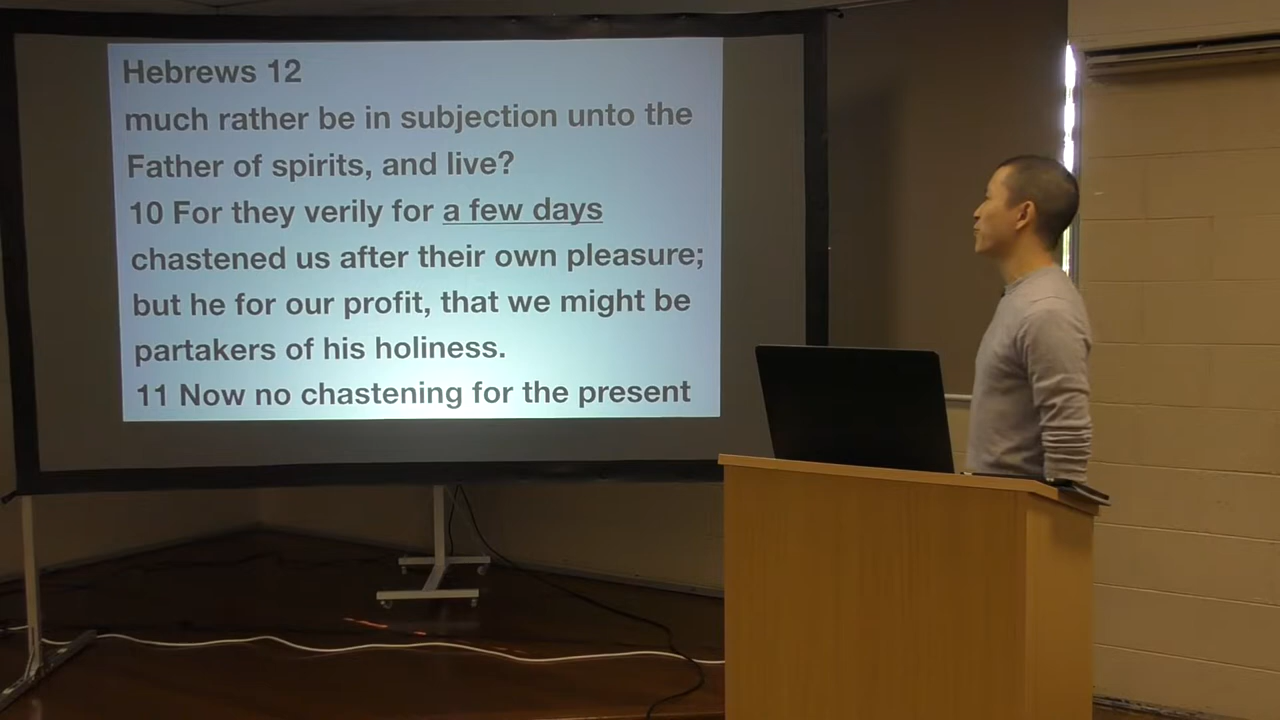 Hebrews 12
much rather be in subjection unto the
Father of spirits, and live?
10 For they verily for a few days
chastened us after their own pleasure;
but he for our profit, that we might be
partakers of his holiness.
11 Now no chastening for the present